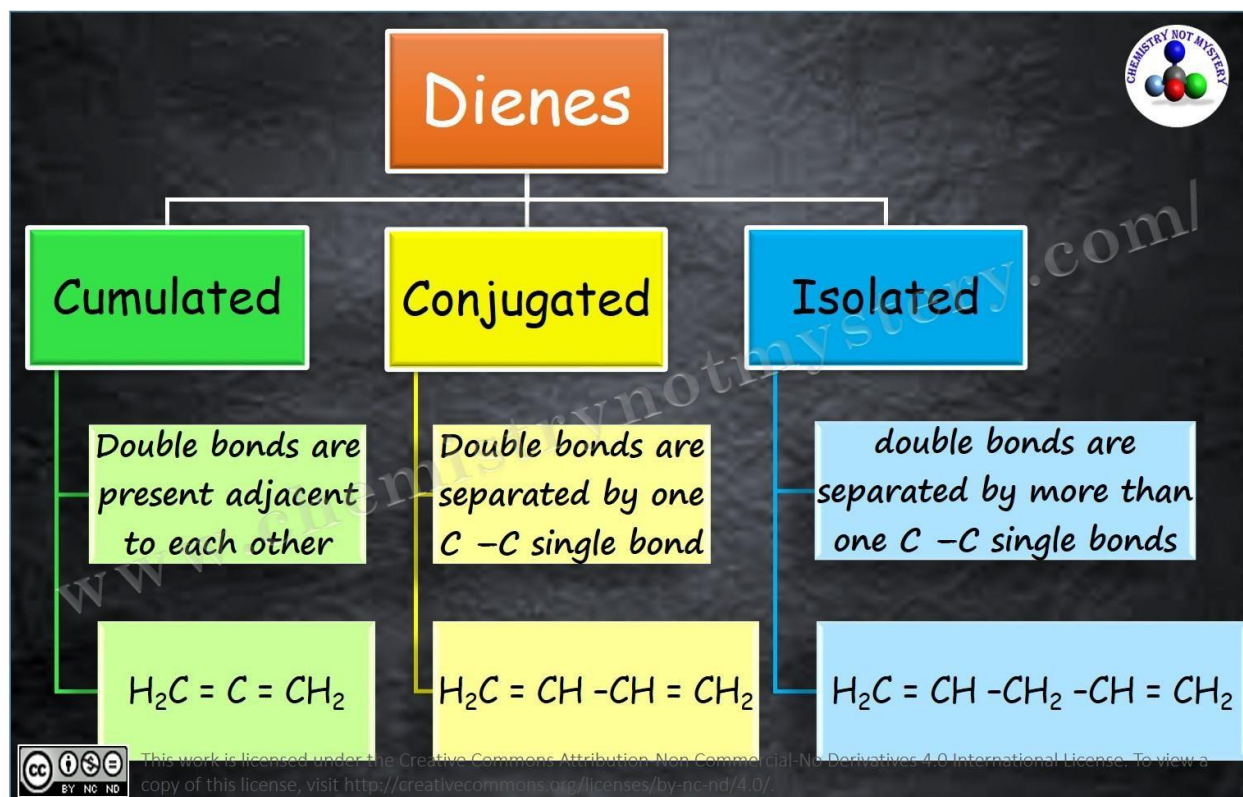 CHEMISTRY NOT MYSTERY
Dienes
Cumulated
Conjugated
Isolated
Double bonds are
present adjacent
to each other
Double bonds are
separated by one
C –C single bond
double bonds are
separated by more than
one C –C single bonds
H₂C = C = CH₂
H₂C = CH –CH = CH₂
H₂C = CH –CH₂ –CH = CH₂
www.chemistrynotmystery.com/
cc
BY NC ND
This work is licensed under the Creative Commons Attribution-Non Commercial-No Derivatives 4.0 International License. To view a
copy of this license, visit http://creativecommons.org/licenses/by-nc-nd/4.0/.